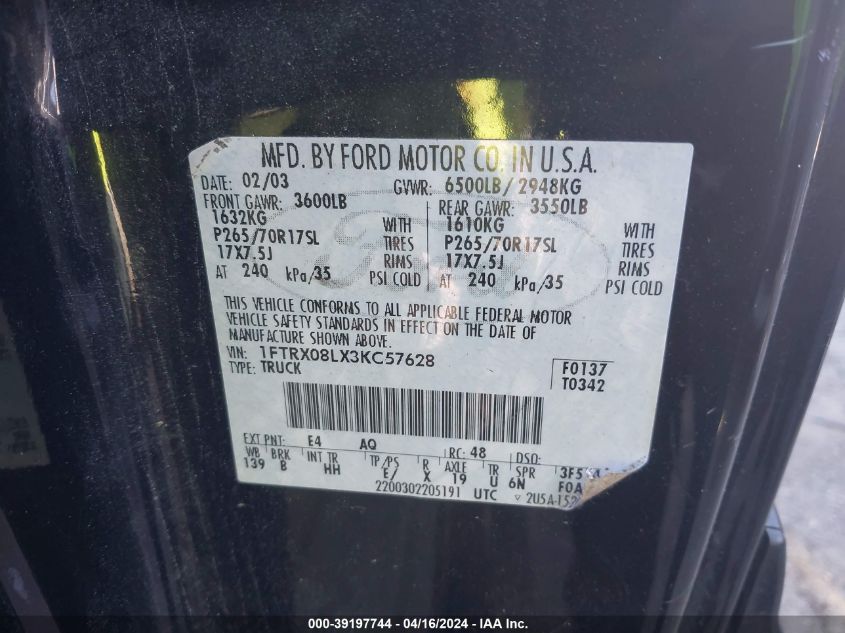 MFD. BY FORD MOTOR CO. IN U.S.A.
DATE: 02/03 GVWR: 6500LB/ 2948KG
FRONT GAWR: 3600LB REAR GAWR: 3550LB
1632KG WITH 1610KG WITH
P265/70R17SL TIRES P265/70R17SL TIRES
17X7.5J RIMS 17X7.5J RIMS
AT 240 kPa/35 PSI COLD AT 240 kPa/35 PSI COLD
Ford
THIS VEHICLE CONFORMS TO ALL APPLICABLE FEDERAL MOTOR
VEHICLE SAFETY STANDARDS IN EFFECT ON THE DATE OF
MANUFACTURE SHOWN ABOVE.
VIN: 1FTRX08LX3KC57628
TYPE: TRUCK
F0137
T0342
EXT PNT: E4 AQ RC: 48 DSO:
WB BRK INT TR TP/PS R AXLE TR SPR
139 B HH E/ X 19 U 6N F0A
2200302205191 UTC
000-39197744 - 04/16/2024 - IAAI, Inc.